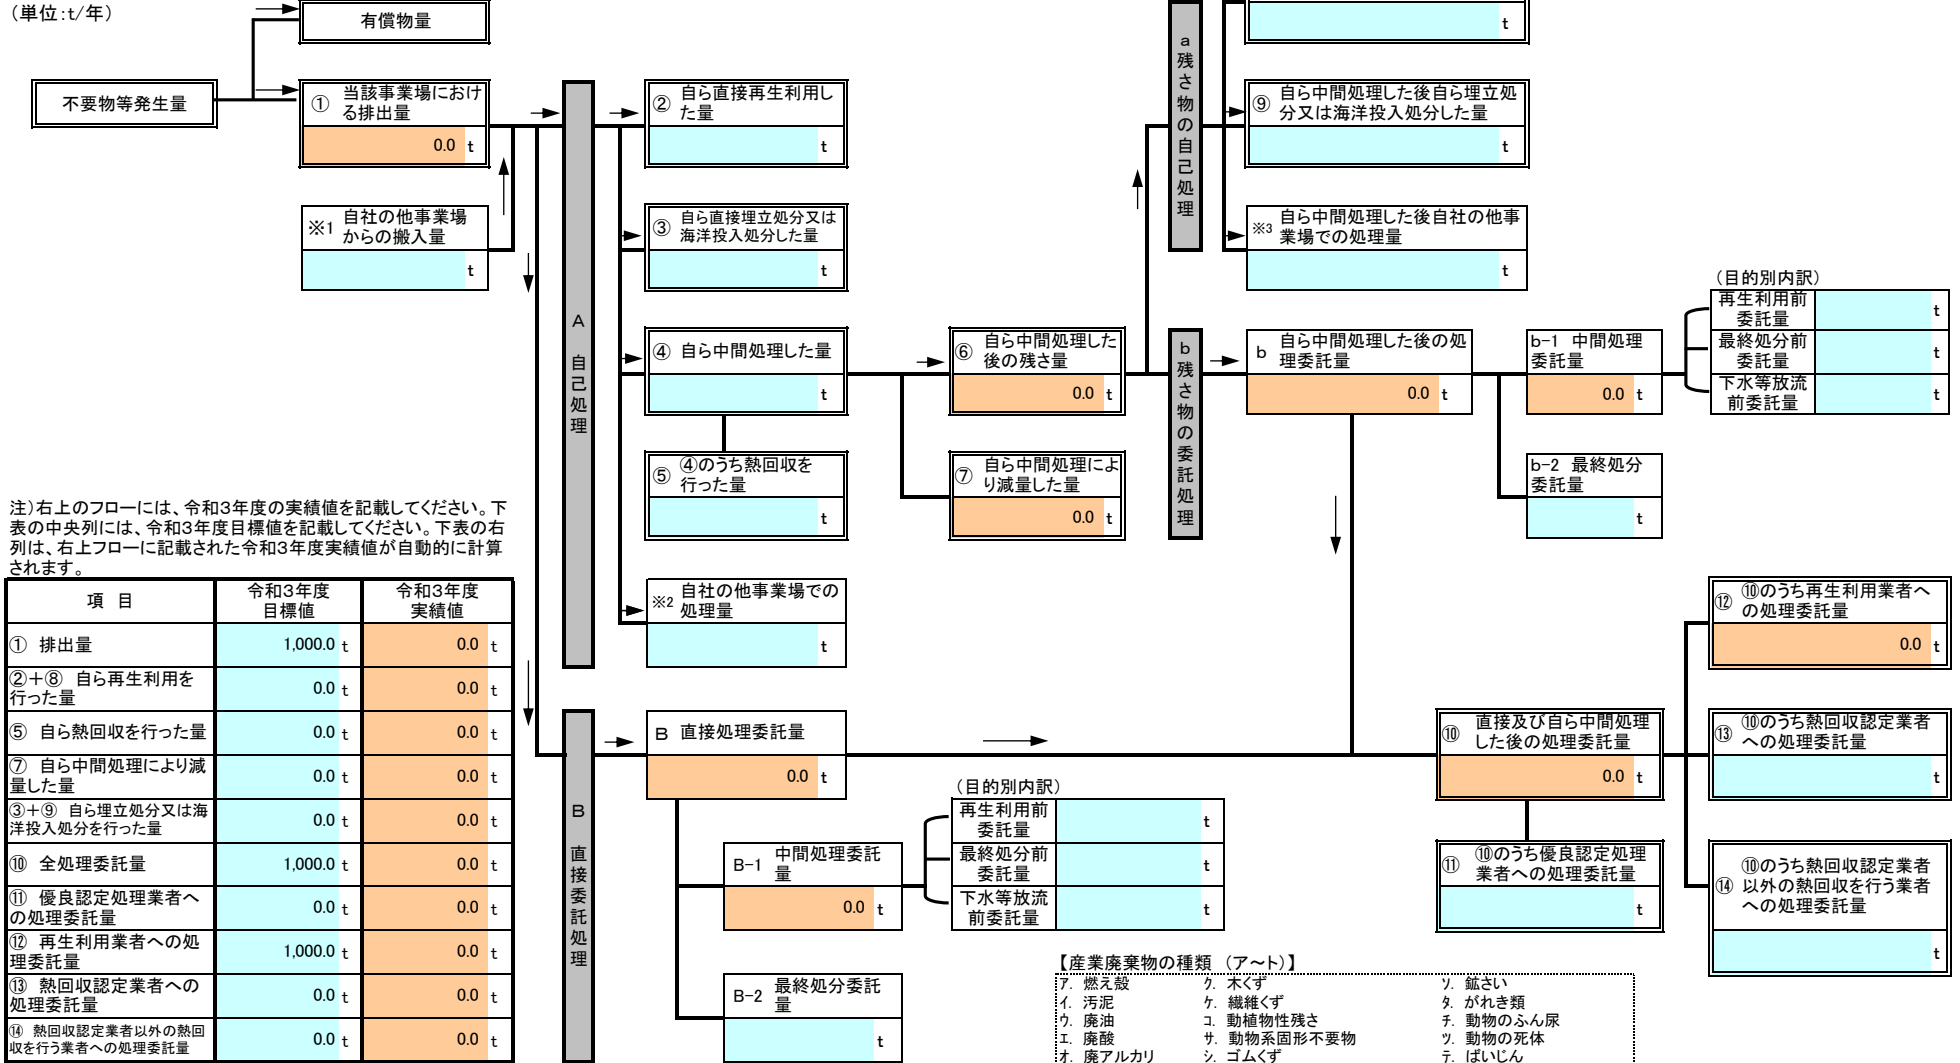 （単位：t/年）
有償物量
不要物等発生量
① 当該事業場におけ
る排出量
0.0 t
※1 自社の他事業場
からの搬入量
t
A 自己処理
② 自ら直接再生利用し
た量
t
③ 自ら直接埋立処分又は
海洋投入処分した量
t
④ 自ら中間処理した量
t
⑤ ④のうち熱回収を
行った量
t
※2 自社の他事業場での
処理量
t
⑥ 自ら中間処理した
後の残さ量
0.0 t
⑦ 自ら中間処理によ
り減量した量
0.0 t
a 残さ物の自己処理
t
⑨ 自ら中間処理した後自ら埋立処
分又は海洋投入処分した量
t
※3 自ら中間処理した後自社の他事
業場での処理量
t
b 残さ物の委託処理
b 自ら中間処理した後の処
理委託量
0.0 t
b-1 中間処理
委託量
0.0 t
b-2 最終処分
委託量
t
（目的別内訳）
再生利用前
委託量
t
最終処分前
委託量
t
下水等放流
前委託量
t
注）右上のフローには、令和3年度の実績値を記載してください。下
表の中央列には、令和3年度目標値を記載してください。下表の右
列は、右上フローに記載された令和3年度実績値が自動的に計算
されます。
項 目 令和3年度 目標値 令和3年度 実績値
① 排出量 1,000.0 t 0.0 t
②＋⑧ 自ら再生利用を
行った量 0.0 t 0.0 t
⑤ 自ら熱回収を行った量 0.0 t 0.0 t
⑦ 自ら中間処理により減
量した量 0.0 t 0.0 t
③＋⑨ 自ら埋立処分又は海
洋投入処分を行った量 0.0 t 0.0 t
⑩ 全処理委託量 1,000.0 t 0.0 t
⑪ 優良認定処理業者へ
の処理委託量 0.0 t 0.0 t
⑫ 再生利用業者への処
理委託量 1,000.0 t 0.0 t
⑬ 熱回収認定業者への
処理委託量 0.0 t 0.0 t
⑭ 熱回収認定業者以外の熱回
収を行う業者への処理委託量 0.0 t 0.0 t
B 直接委託処理
B 直接処理委託量
0.0 t
B-1 中間処理委託
量
0.0 t
B-2 最終処分委託
量
t
（目的別内訳）
再生利用前
委託量
t
最終処分前
委託量
t
下水等放流
前委託量
t
⑩ 直接及び自ら中間処理
した後の処理委託量
0.0 t
⑪ ⑩のうち優良認定処理
業者への処理委託量
t
⑫ ⑩のうち再生利用業者へ
の処理委託量
0.0 t
⑬ ⑩のうち熱回収認定業者
への処理委託量
t
⑭ ⑩のうち熱回収認定業者
以外の熱回収を行う業者
への処理委託量
t
【産業廃棄物の種類 （ア～ト）】
ｱ. 燃え殻 ｸ. 木くず ｿ. 鉱さい
ｲ. 汚泥 ｹ. 繊維くず ﾀ. がれき類
ｳ. 廃油 ｺ. 動植物性残さ ﾁ. 動物のふん尿
ｴ. 廃酸 ｻ. 動物系固形不要物 ﾂ. 動物の死体
ｵ. 廃アルカリ ｼ. ゴムくず ﾃ. ばいじん